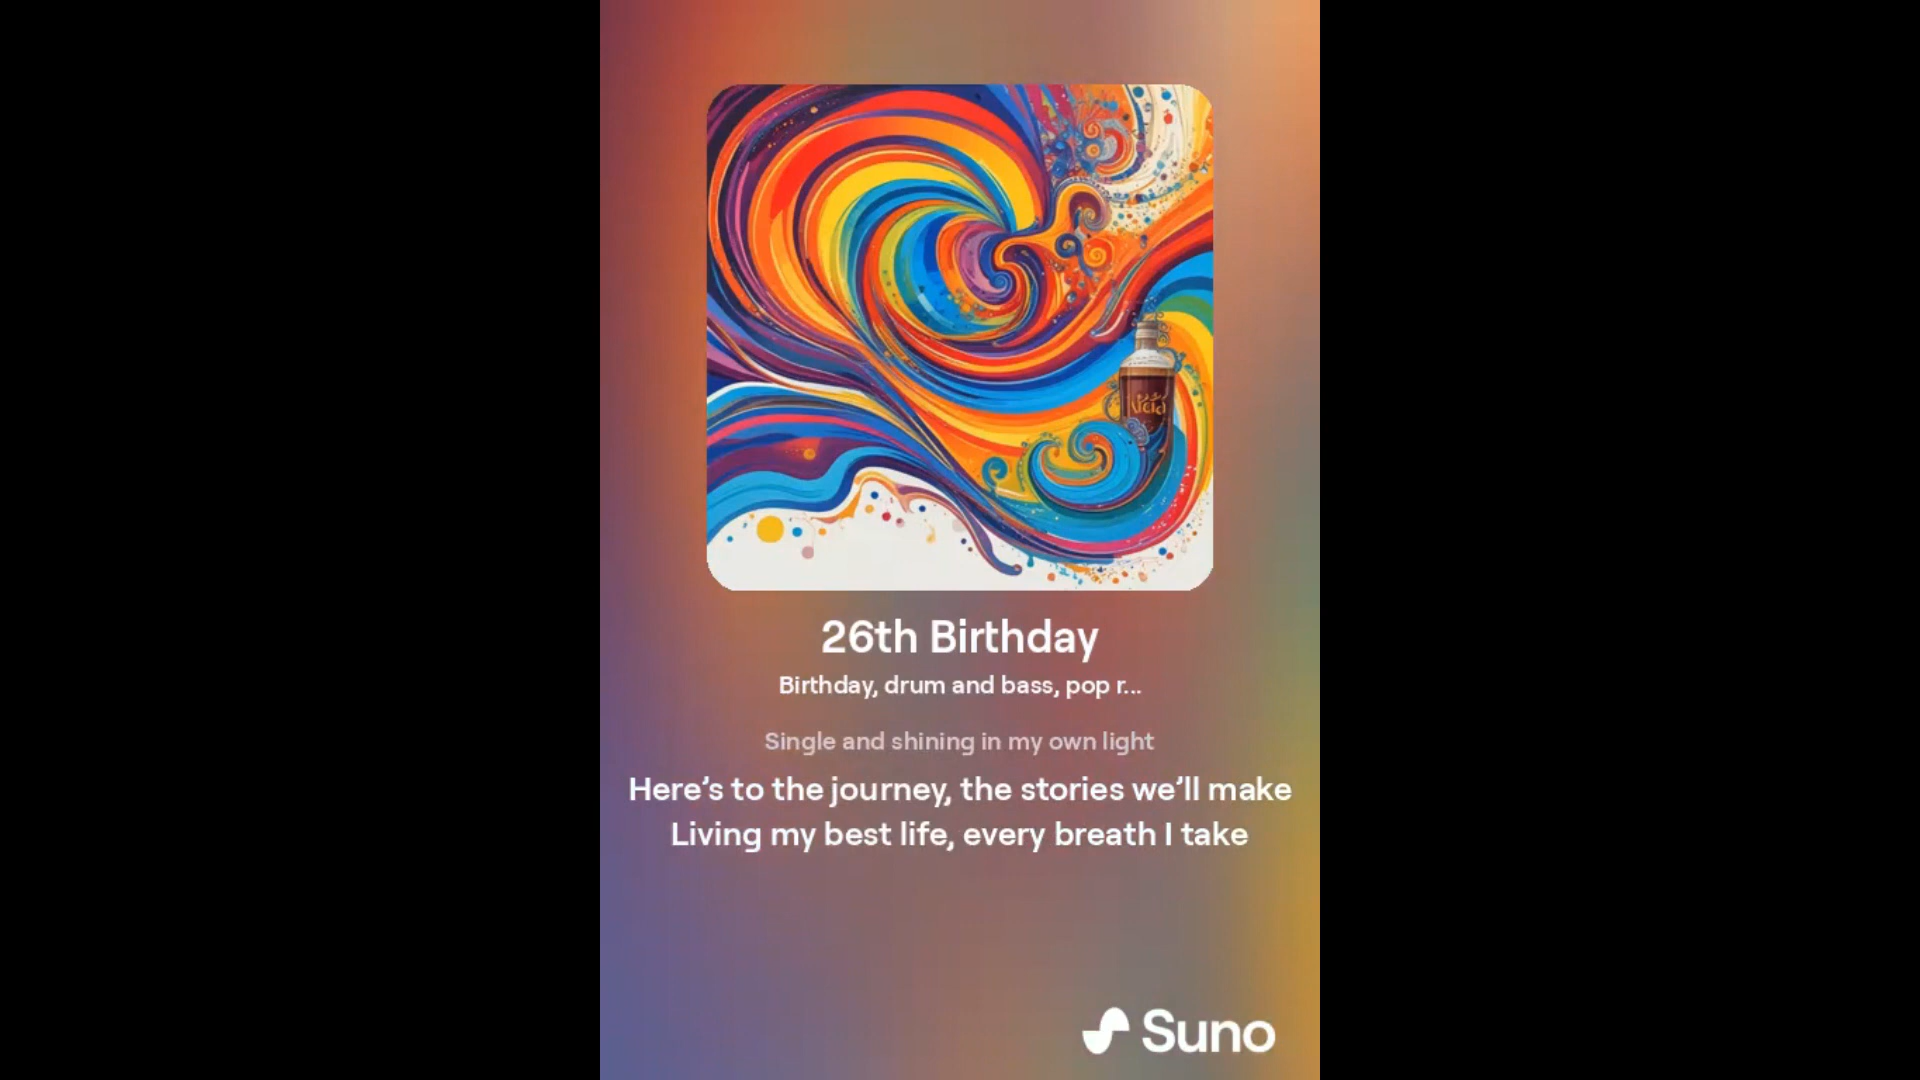 26th Birthday
Birthday, drum and bass, pop r...
Single and shining in my own light
Here’s to the journey, the stories we’ll make
Living my best life, every breath I take
Suno